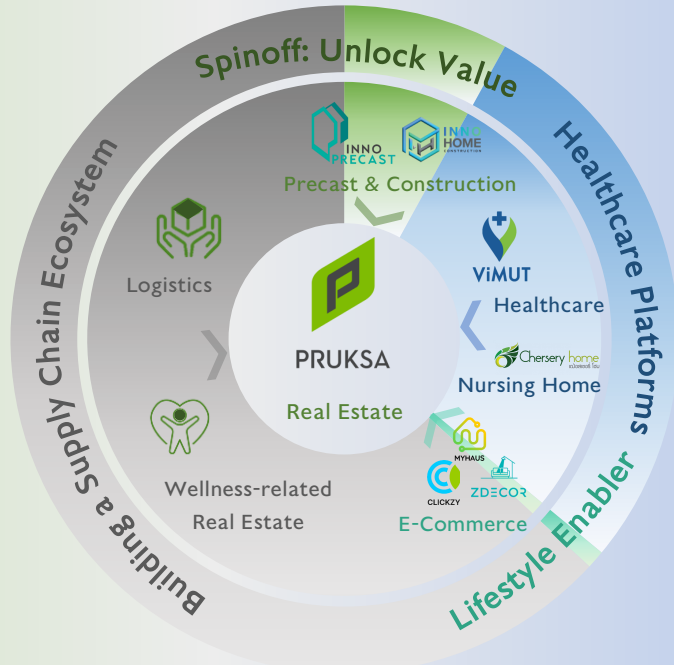 Spinoff: Unlock Value
INNO
PRECAST
INNO
HOME
CONSTRUCTION
Precast & Construction
Healthcare Platforms
Building a Supply Chain Ecosystem
Logistics
ViMUT
Healthcare
PRUKSA
Real Estate
Chersery home
Nursing Home
MYHAUS
CLICKZY
ZDECOR
E-Commerce
Wellness-related
Real Estate
Lifestyle Enabler